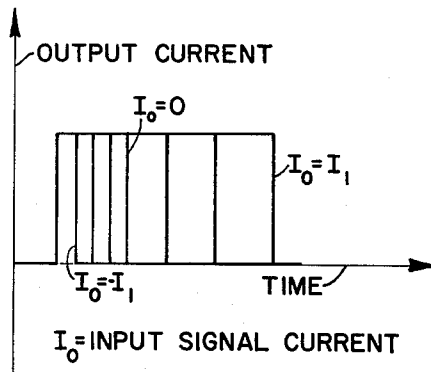 OUTPUT CURRENT
I₀=0
I₀=I₁
I₀=-I₁
TIME
I₀=INPUT SIGNAL CURRENT